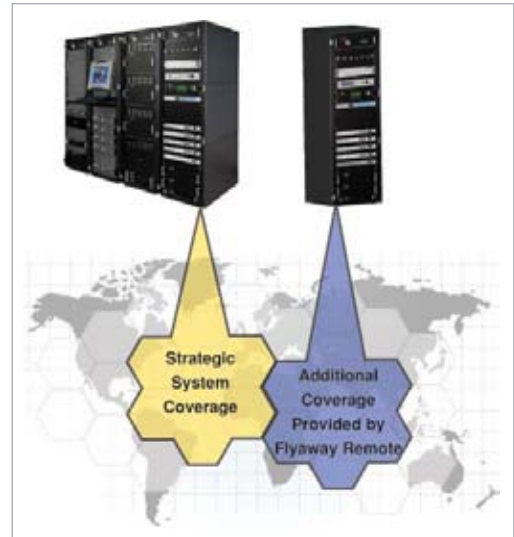 Strategic
System
Coverage
Additional
Coverage
Provided by
Flyaway Remote